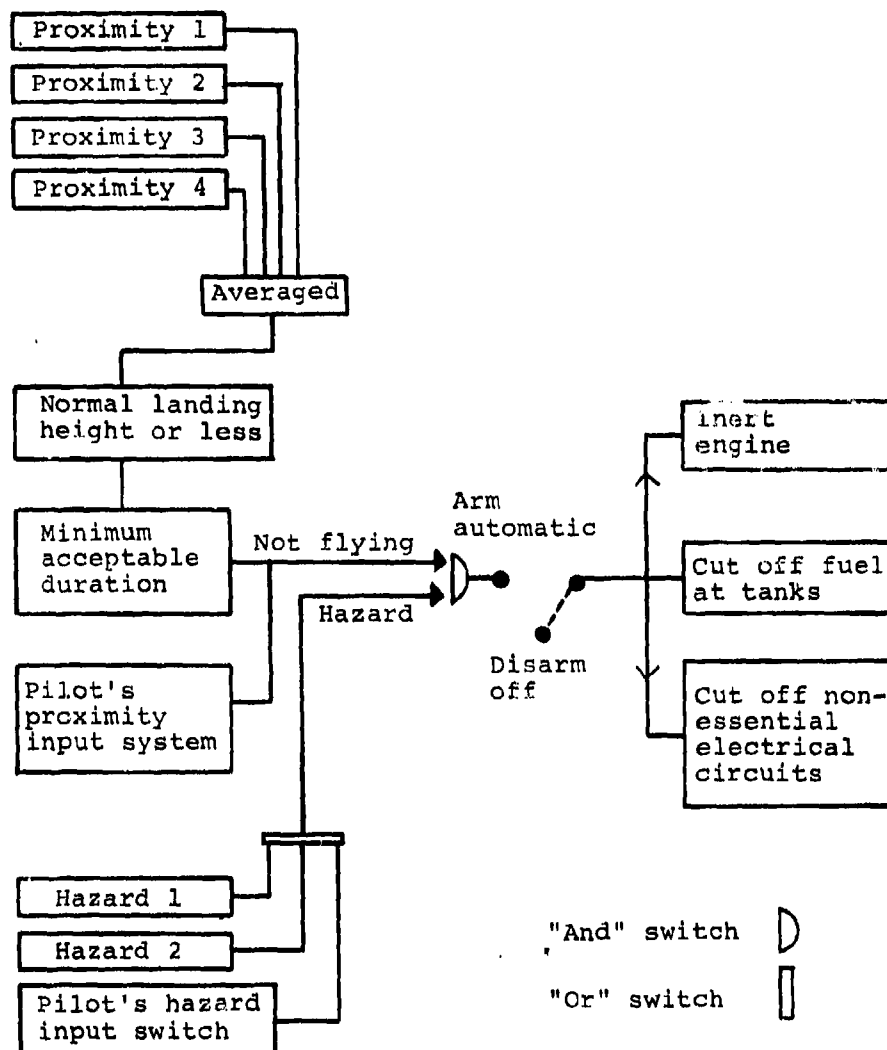 Proximity 1
Proximity 2
Proximity 3
Proximity 4
Averaged
Normal landing
height or less
Minimum
acceptable
duration
Not flying
Arm
automatic
Hazard
Disarm
off
Inert
engine
Cut off fuel
at tanks
Cut off non-
essential
electrical
circuits
Pilot's
proximity
input system
Hazard 1
Hazard 2
Pilot's hazard
input switch
"And" switch
"Or" switch